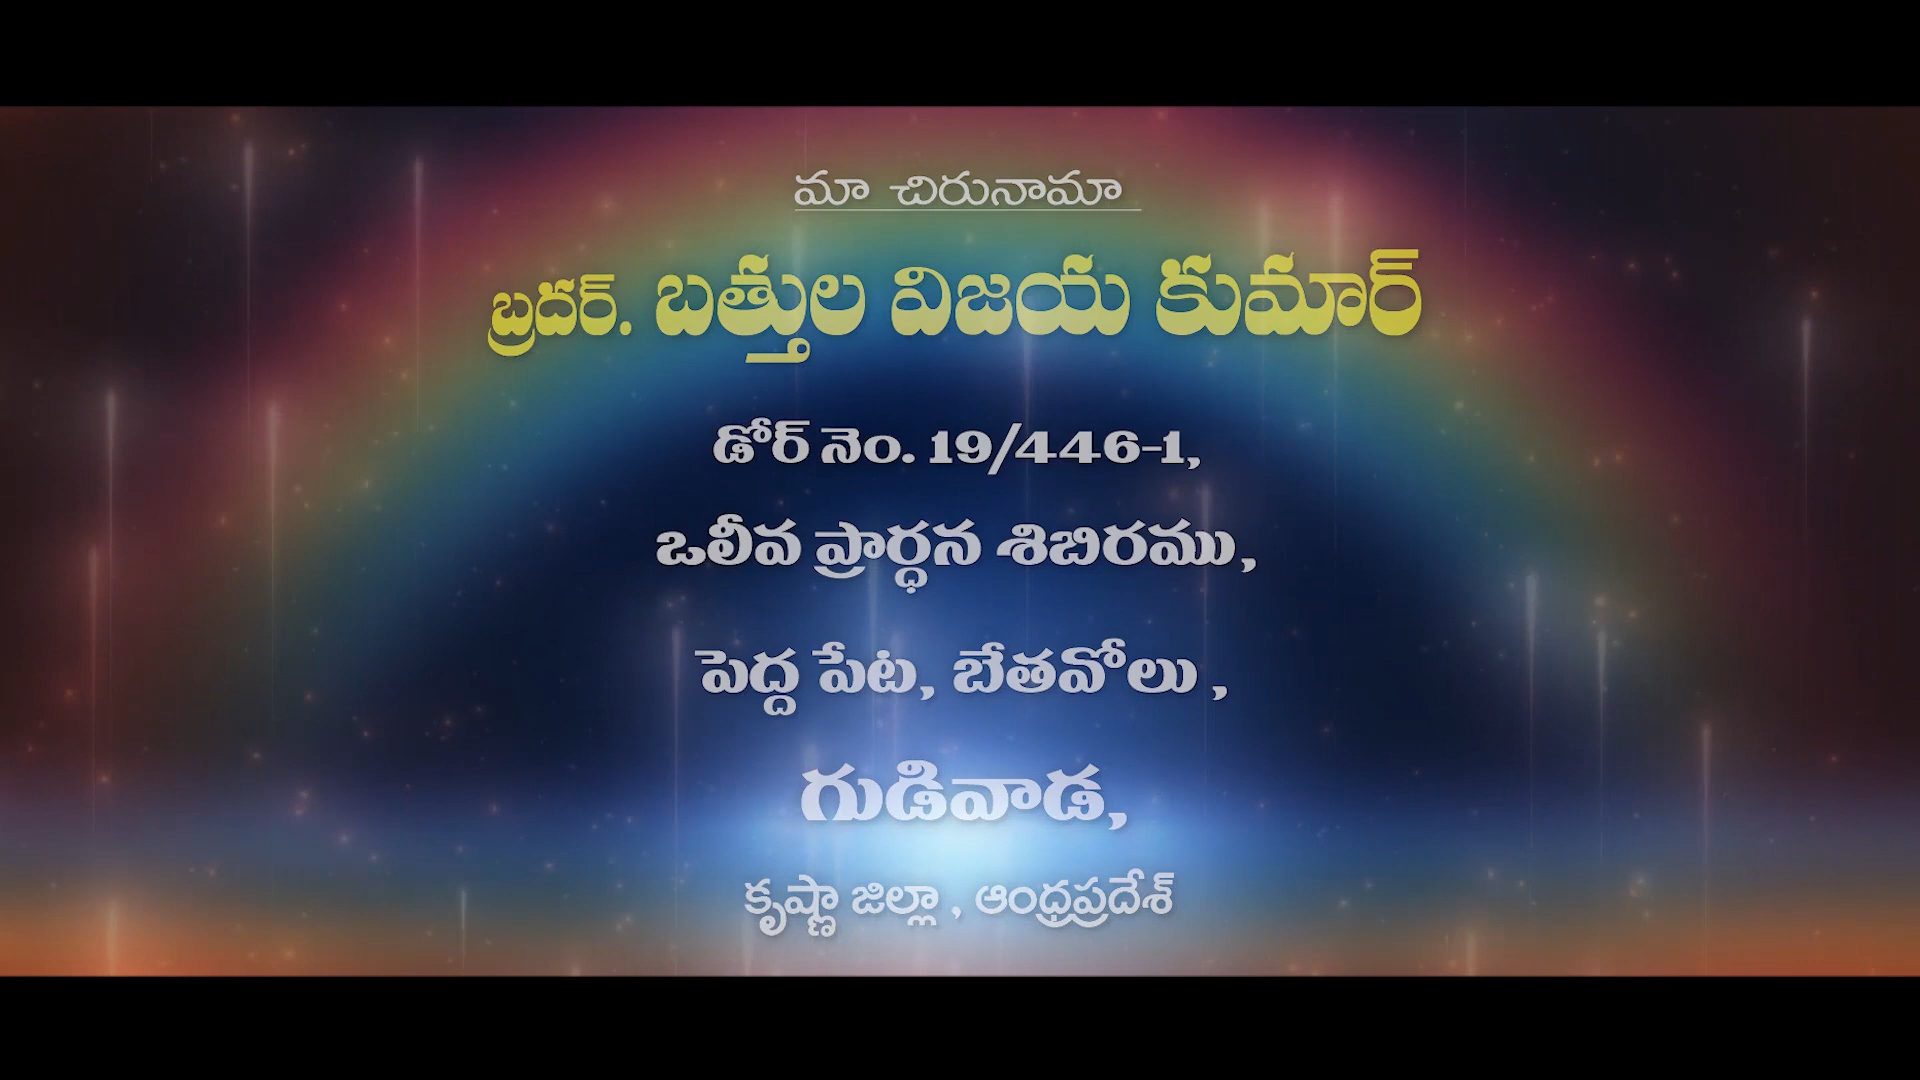 మా చిరునామా
బ్రదర్. బత్తుల విజయ కుమార్
డోర్ నెం. 19/446-1,
ఒలీవ ప్రార్ధన శిబిరము,
పెద్ద పేట, బేతవోలు ,
గుడివాడ,
కృష్ణా జిల్లా , ఆంధ్రప్రదేశ్